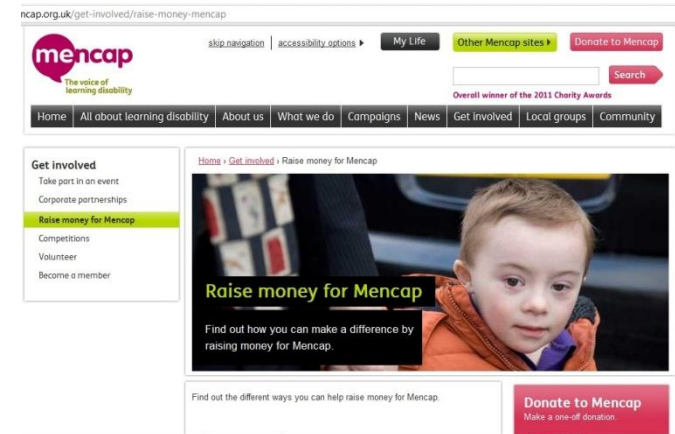 ncap.org.uk/get-involved/raise-money-mencap
mencap
The voice of
learning disability
skip navigation
accessibility options
My Life
Other Mencap sites
Donate to Mencap
Search
Overall winner of the 2011 Charity Awards
Home
All about learning disability
About us
What we do
Campaigns
News
Get involved
Local groups
Community
Get involved
Take part in an event
Corporate partnerships
Raise money for Mencap
Competitions
Volunteer
Become a member
Home › Get involved › Raise money for Mencap
Raise money for Mencap
Find out how you can make a difference by
raising money for Mencap.
Find out the different ways you can help raise money for Mencap.
Donate to Mencap
Make a one-off donation.